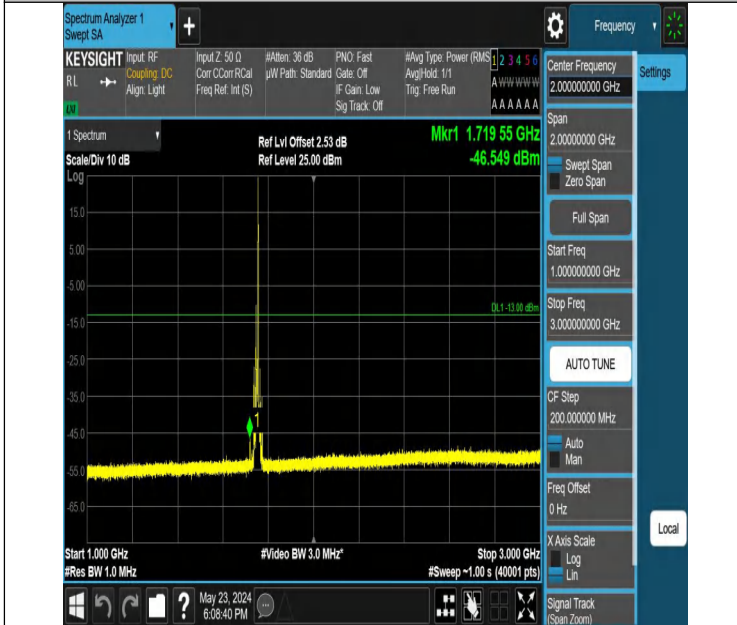 Spectrum Analyzer 1
Swept SA
+
Frequency
KEYSIGHT
RL
Input: RF
Coupling: DC
Align: Light
Input Z: 50 Ω
Corr CCorr RCal
Freq Ref: Int (S)
#Atten: 36 dB
µW Path: Standard
PNO: Fast
Gate: Off
IF Gain: Low
Sig Track: Off
#Avg Type: Power (RMS
Avg|Hold: 1/1
Trig: Free Run
1 2 3 4 5 6
A W W W W W
A A A A A A
1 Spectrum
Scale/Div 10 dB
Log
Ref Lvl Offset 2.53 dB
Ref Level 25.00 dBm
Mkr1 1.719 55 GHz
-46.549 dBm
15.0
5.00
-5.00
-15.0
-25.0
-35.0
-45.0
-55.0
-65.0
DL1 -13.00 dBm
1
Start 1.000 GHz
#Res BW 1.0 MHz
#Video BW 3.0 MHz*
Stop 3.000 GHz
#Sweep ~1.00 s (40001 pts)
Center Frequency
2.000000000 GHz
Settings
Span
2.00000000 GHz
Swept Span
Zero Span
Full Span
Start Freq
1.000000000 GHz
Stop Freq
3.000000000 GHz
AUTO TUNE
CF Step
200.000000 MHz
Auto
Man
Freq Offset
0 Hz
X Axis Scale
Log
Lin
Local
Signal Track
(Span Zoom)
?
May 23, 2024
6:08:40 PM